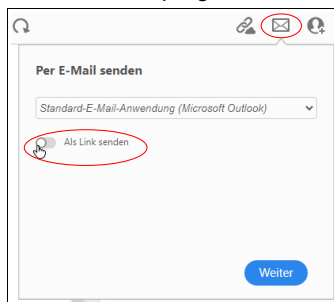 Per E-Mail senden
Standard-E-Mail-Anwendung (Microsoft Outlook)
Als Link senden
Weiter